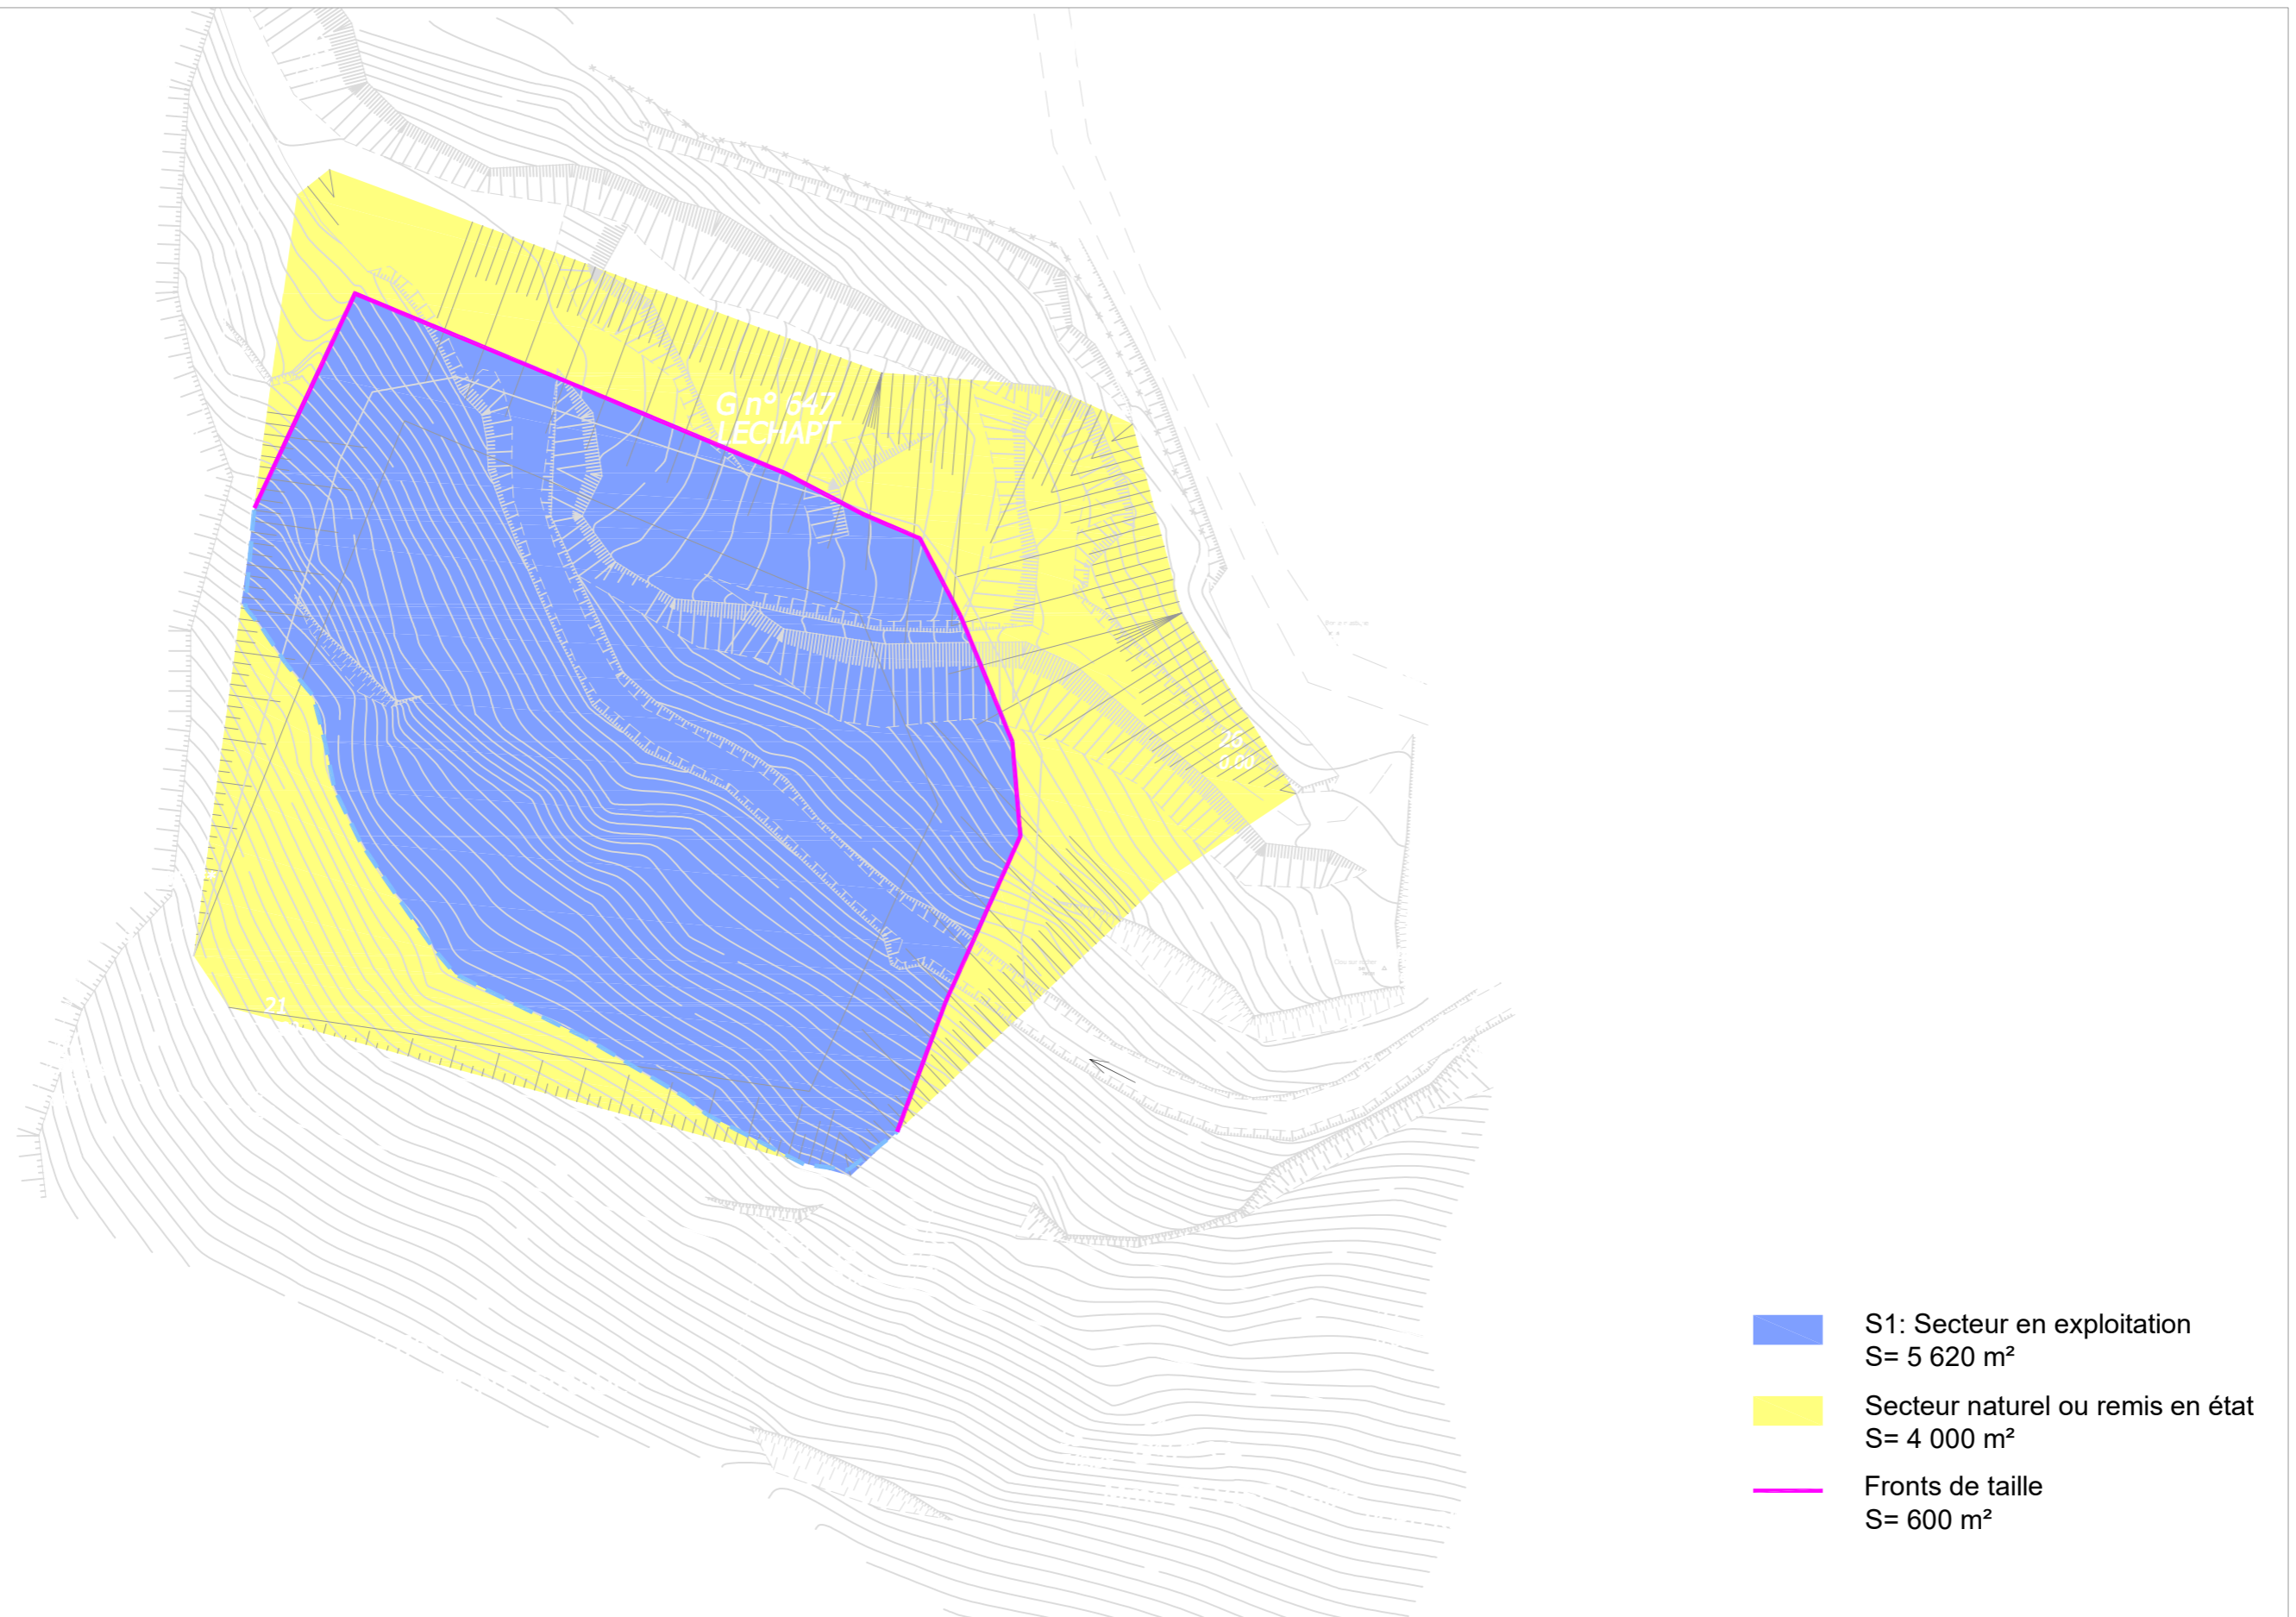 G n° 647
LECHAPT
21
S1: Secteur en exploitation
S= 5 620 m²
Secteur naturel ou remis en état
S= 4 000 m²
Fronts de taille
S= 600 m²